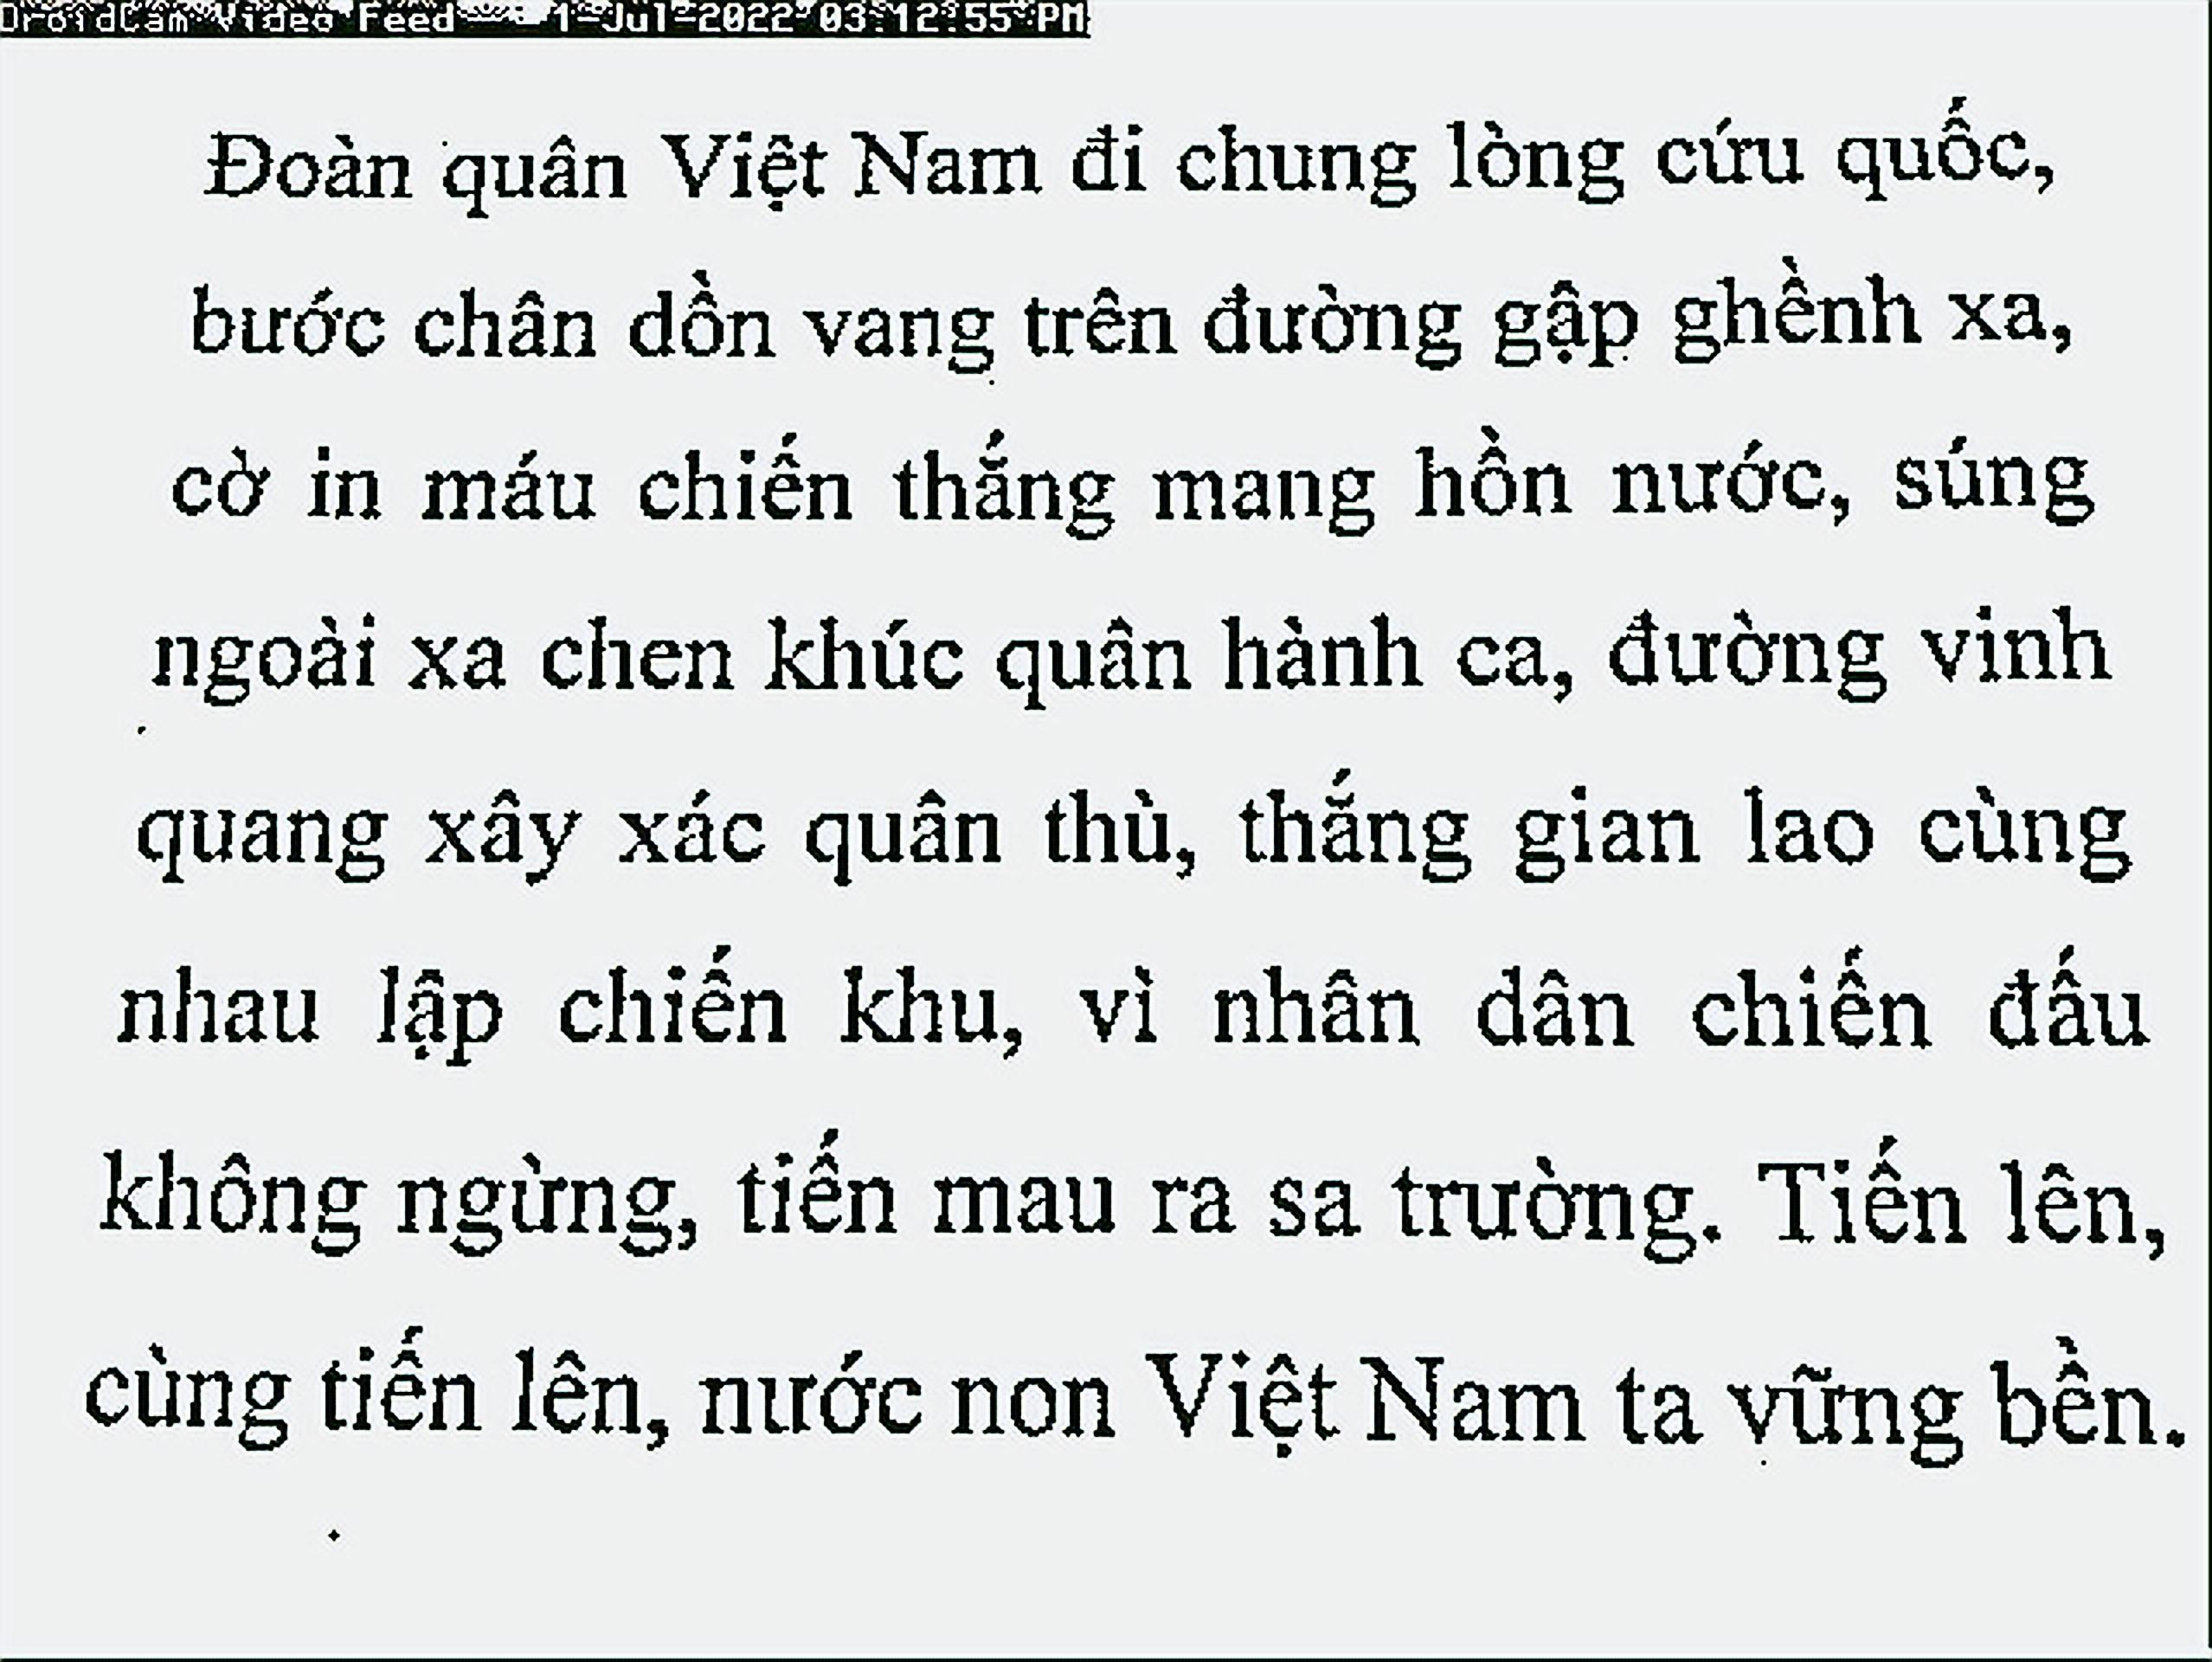 DroidCam Video Feed 1-Jul-2022 03:12:55 PM
Đoàn quân Việt Nam đi chung lòng cứu quốc,
bước chân dồn vang trên đường gập ghềnh xa,
cờ in máu chiến thắng mang hồn nước, súng
ngoài xa chen khúc quân hành ca, đường vinh
quang xây xác quân thù, thắng gian lao cùng
nhau lập chiến khu, vì nhân dân chiến đấu
không ngừng, tiến mau ra sa trường. Tiến lên,
cùng tiến lên, nước non Việt Nam ta vững bền.